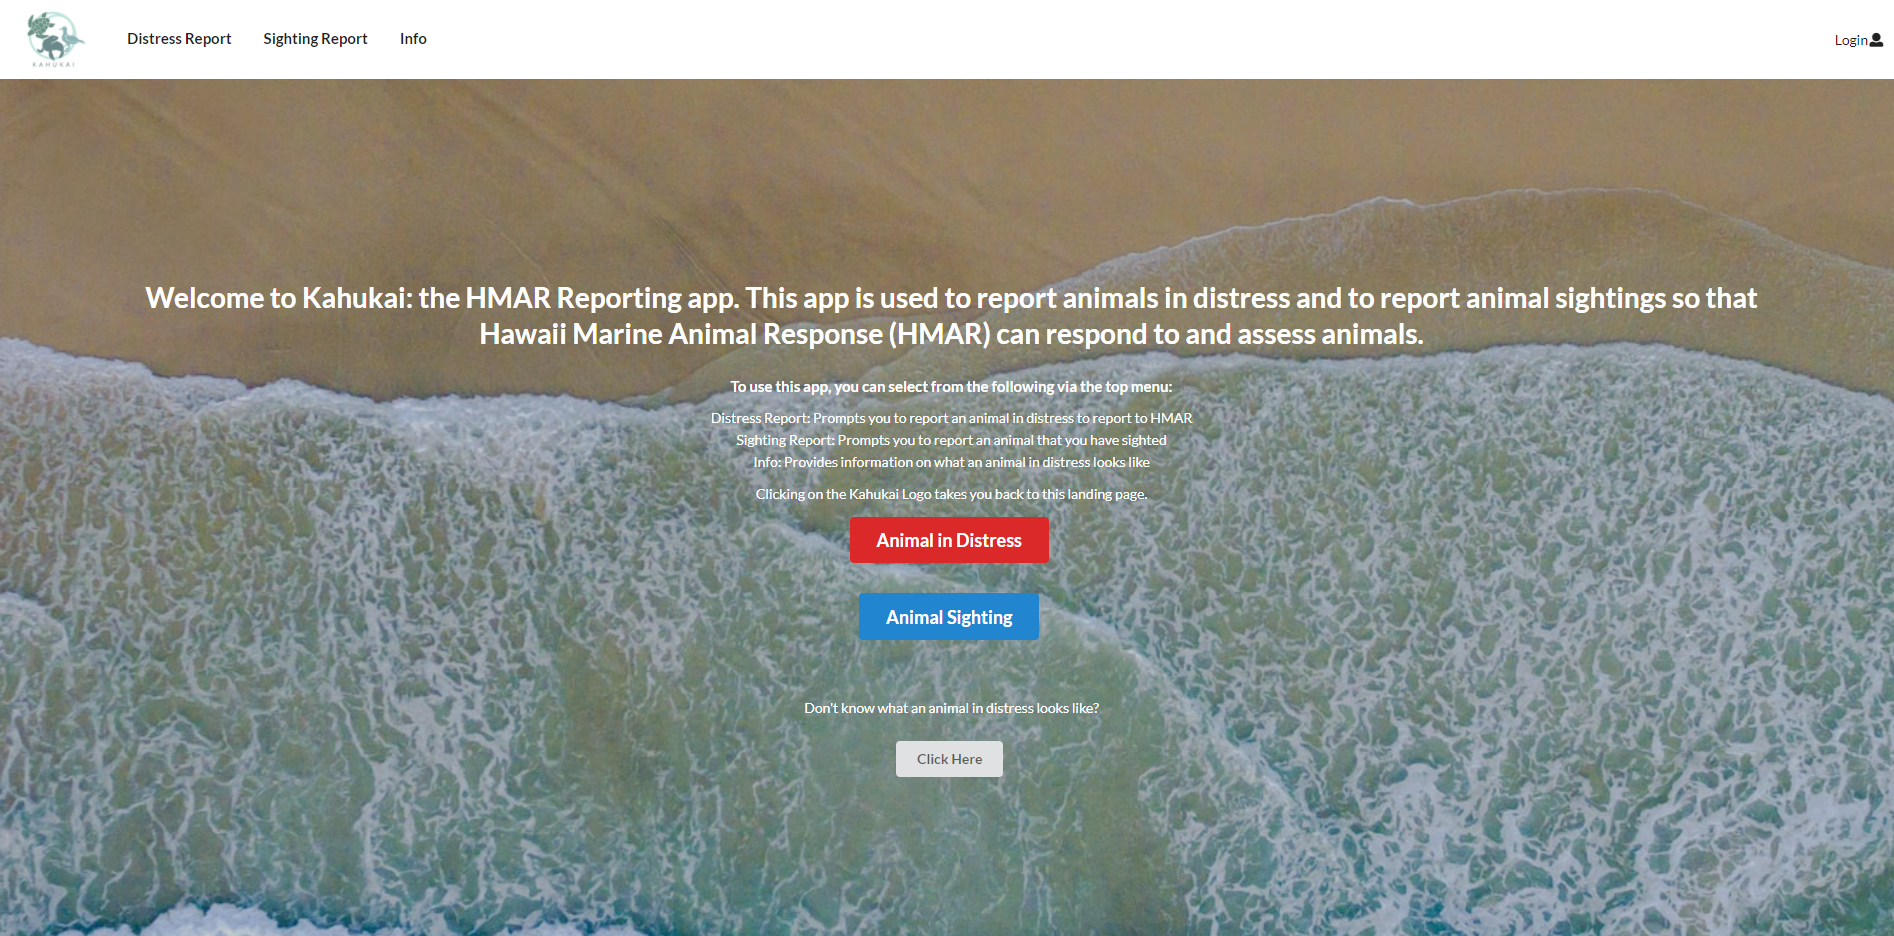 KAHUKAI
Distress Report
Sighting Report
Info
Login
Welcome to Kahukai: the HMAR Reporting app. This app is used to report animals in distress and to report animal sightings so that
Hawaii Marine Animal Response (HMAR) can respond to and assess animals.
To use this app, you can select from the following via the top menu:
Distress Report: Prompts you to report an animal in distress to report to HMAR
Sighting Report: Prompts you to report an animal that you have sighted
Info: Provides information on what an animal in distress looks like
Clicking on the Kahukai Logo takes you back to this landing page.
Animal in Distress
Animal Sighting
Don't know what an animal in distress looks like?
Click Here